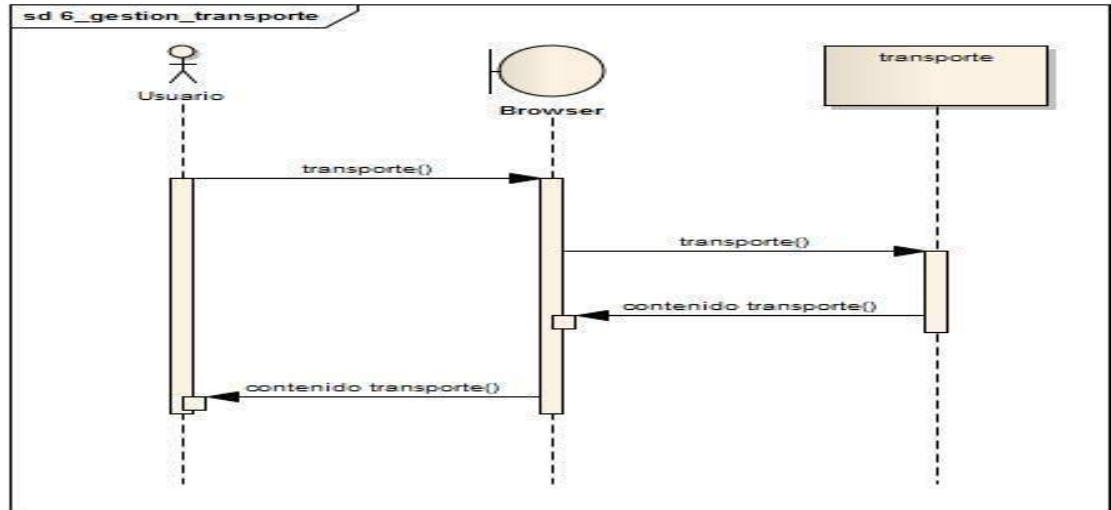 sd 6_gestion_transporte
Usuario
Browser
transporte
transporte()
transporte()
contenido transporte()
contenido transporte()